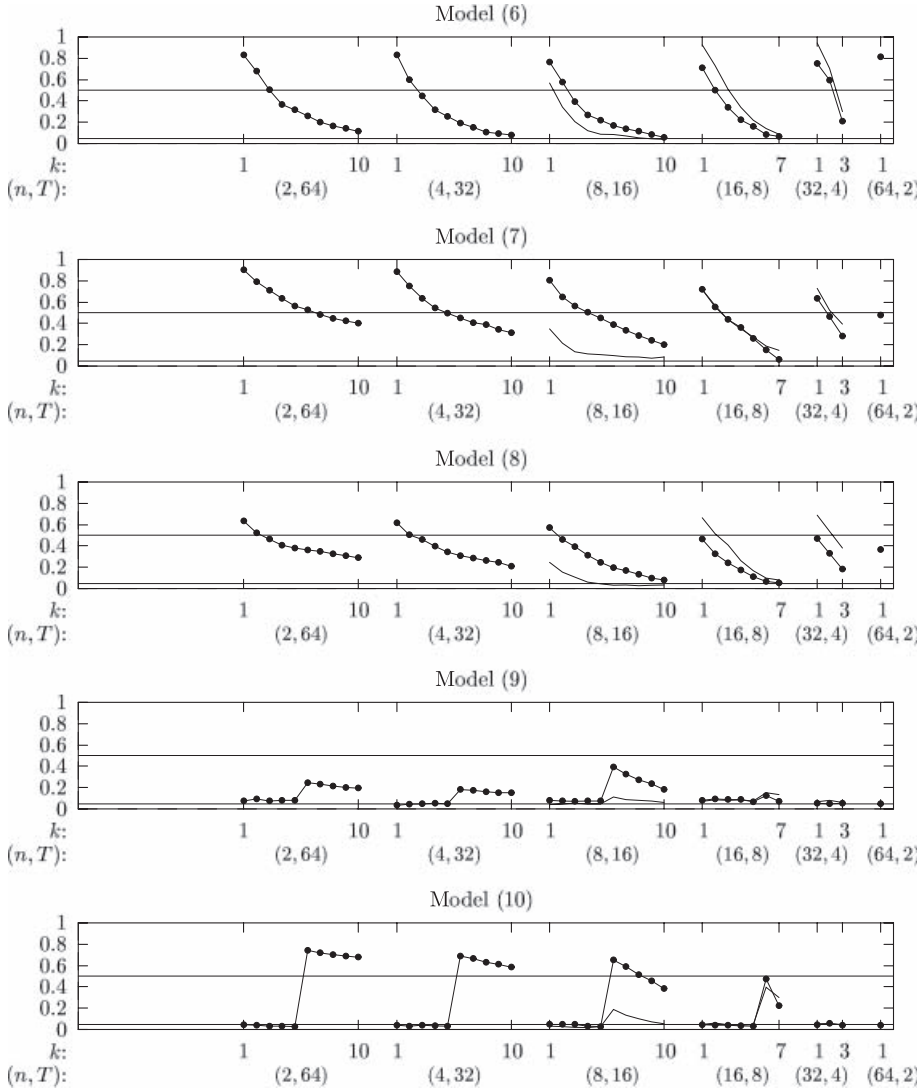 Model (6)
1
0.8
0.6
0.4
0.2
0
k: 1 10 1 10 1 10 1 7 1 3 1
(n, T): (2, 64) (4, 32) (8, 16) (16, 8) (32, 4) (64, 2)
Model (7)
1
0.8
0.6
0.4
0.2
0
k: 1 10 1 10 1 10 1 7 1 3 1
(n, T): (2, 64) (4, 32) (8, 16) (16, 8) (32, 4) (64, 2)
Model (8)
1
0.8
0.6
0.4
0.2
0
k: 1 10 1 10 1 10 1 7 1 3 1
(n, T): (2, 64) (4, 32) (8, 16) (16, 8) (32, 4) (64, 2)
Model (9)
1
0.8
0.6
0.4
0.2
0
k: 1 10 1 10 1 10 1 7 1 3 1
(n, T): (2, 64) (4, 32) (8, 16) (16, 8) (32, 4) (64, 2)
Model (10)
1
0.8
0.6
0.4
0.2
0
k: 1 10 1 10 1 10 1 7 1 3 1
(n, T): (2, 64) (4, 32) (8, 16) (16, 8) (32, 4) (64, 2)